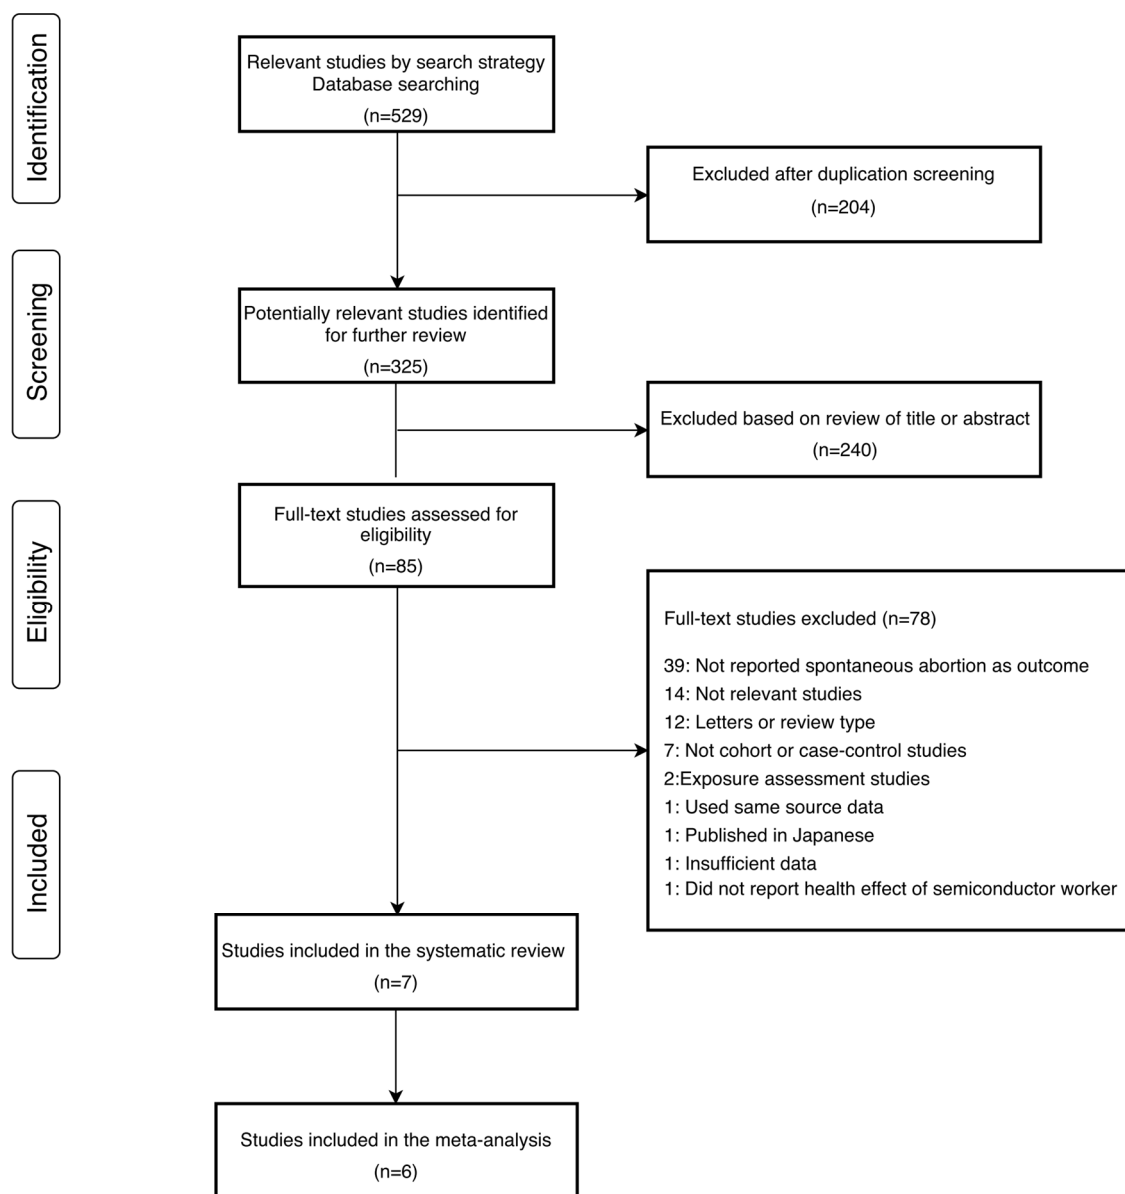 Identification
Relevant studies by search strategy
Database searching
(n=529)
Excluded after duplication screening
(n=204)
Screening
Potentially relevant studies identified
for further review
(n=325)
Excluded based on review of title or abstract
(n=240)
Eligibility
Full-text studies assessed for
eligibility
(n=85)
Full-text studies excluded (n=78)
39: Not reported spontaneous abortion as outcome
14: Not relevant studies
12: Letters or review type
7: Not cohort or case-control studies
2:Exposure assessment studies
1: Used same source data
1: Published in Japanese
1: Insufficient data
1: Did not report health effect of semiconductor worker
Included
Studies included in the systematic review
(n=7)
Studies included in the meta-analysis
(n=6)